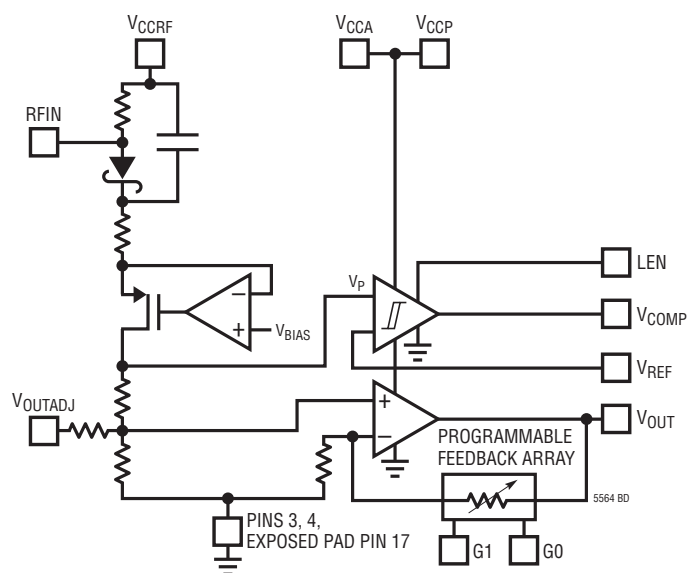 VCCRF
VCCA
VCCP
RFIN
LEN
VP
VCOMP
VBIAS
VREF
VOUTADJ
VOUT
PROGRAMMABLE
FEEDBACK ARRAY
5564 BD
PINS 3, 4,
EXPOSED PAD PIN 17
G1
G0
+
−
+
−